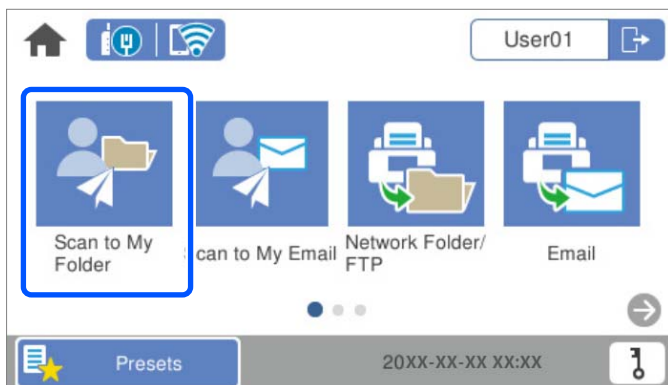 User01
Scan to My
Folder
can to My Email
Network Folder/
FTP
Email
Presets
20XX-XX-XX XX:XX